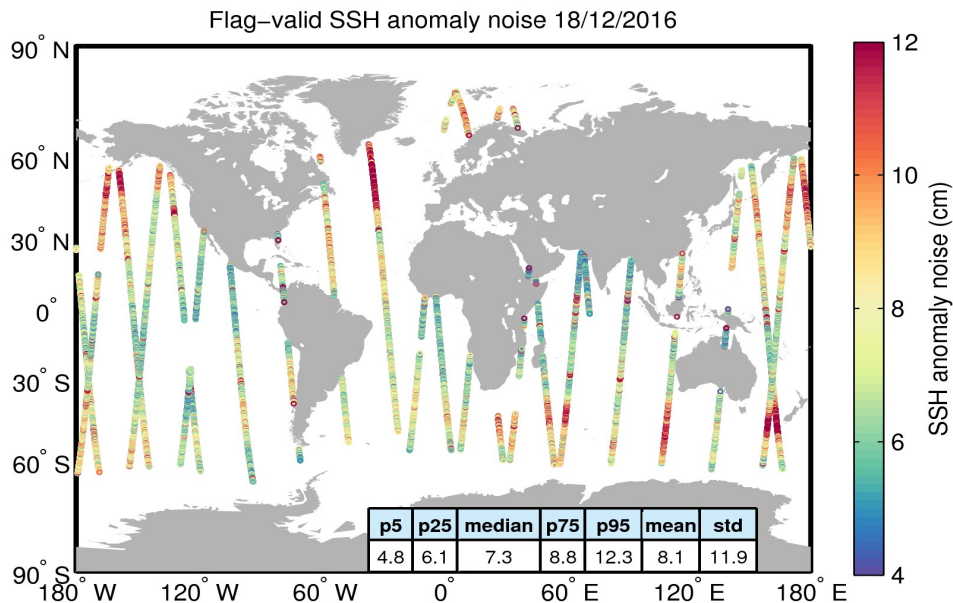 Flag−valid SSH anomaly noise 18/12/2016
90° N
60° N
30° N
0°
30° S
60° S
90° S
180° W
120° W
60° W
0°
60° E
120° E
180° E
p5 p25 median p75 p95 mean std
4.8 6.1 7.3 8.8 12.3 8.1 11.9
12
10
8
6
4
SSH anomaly noise (cm)